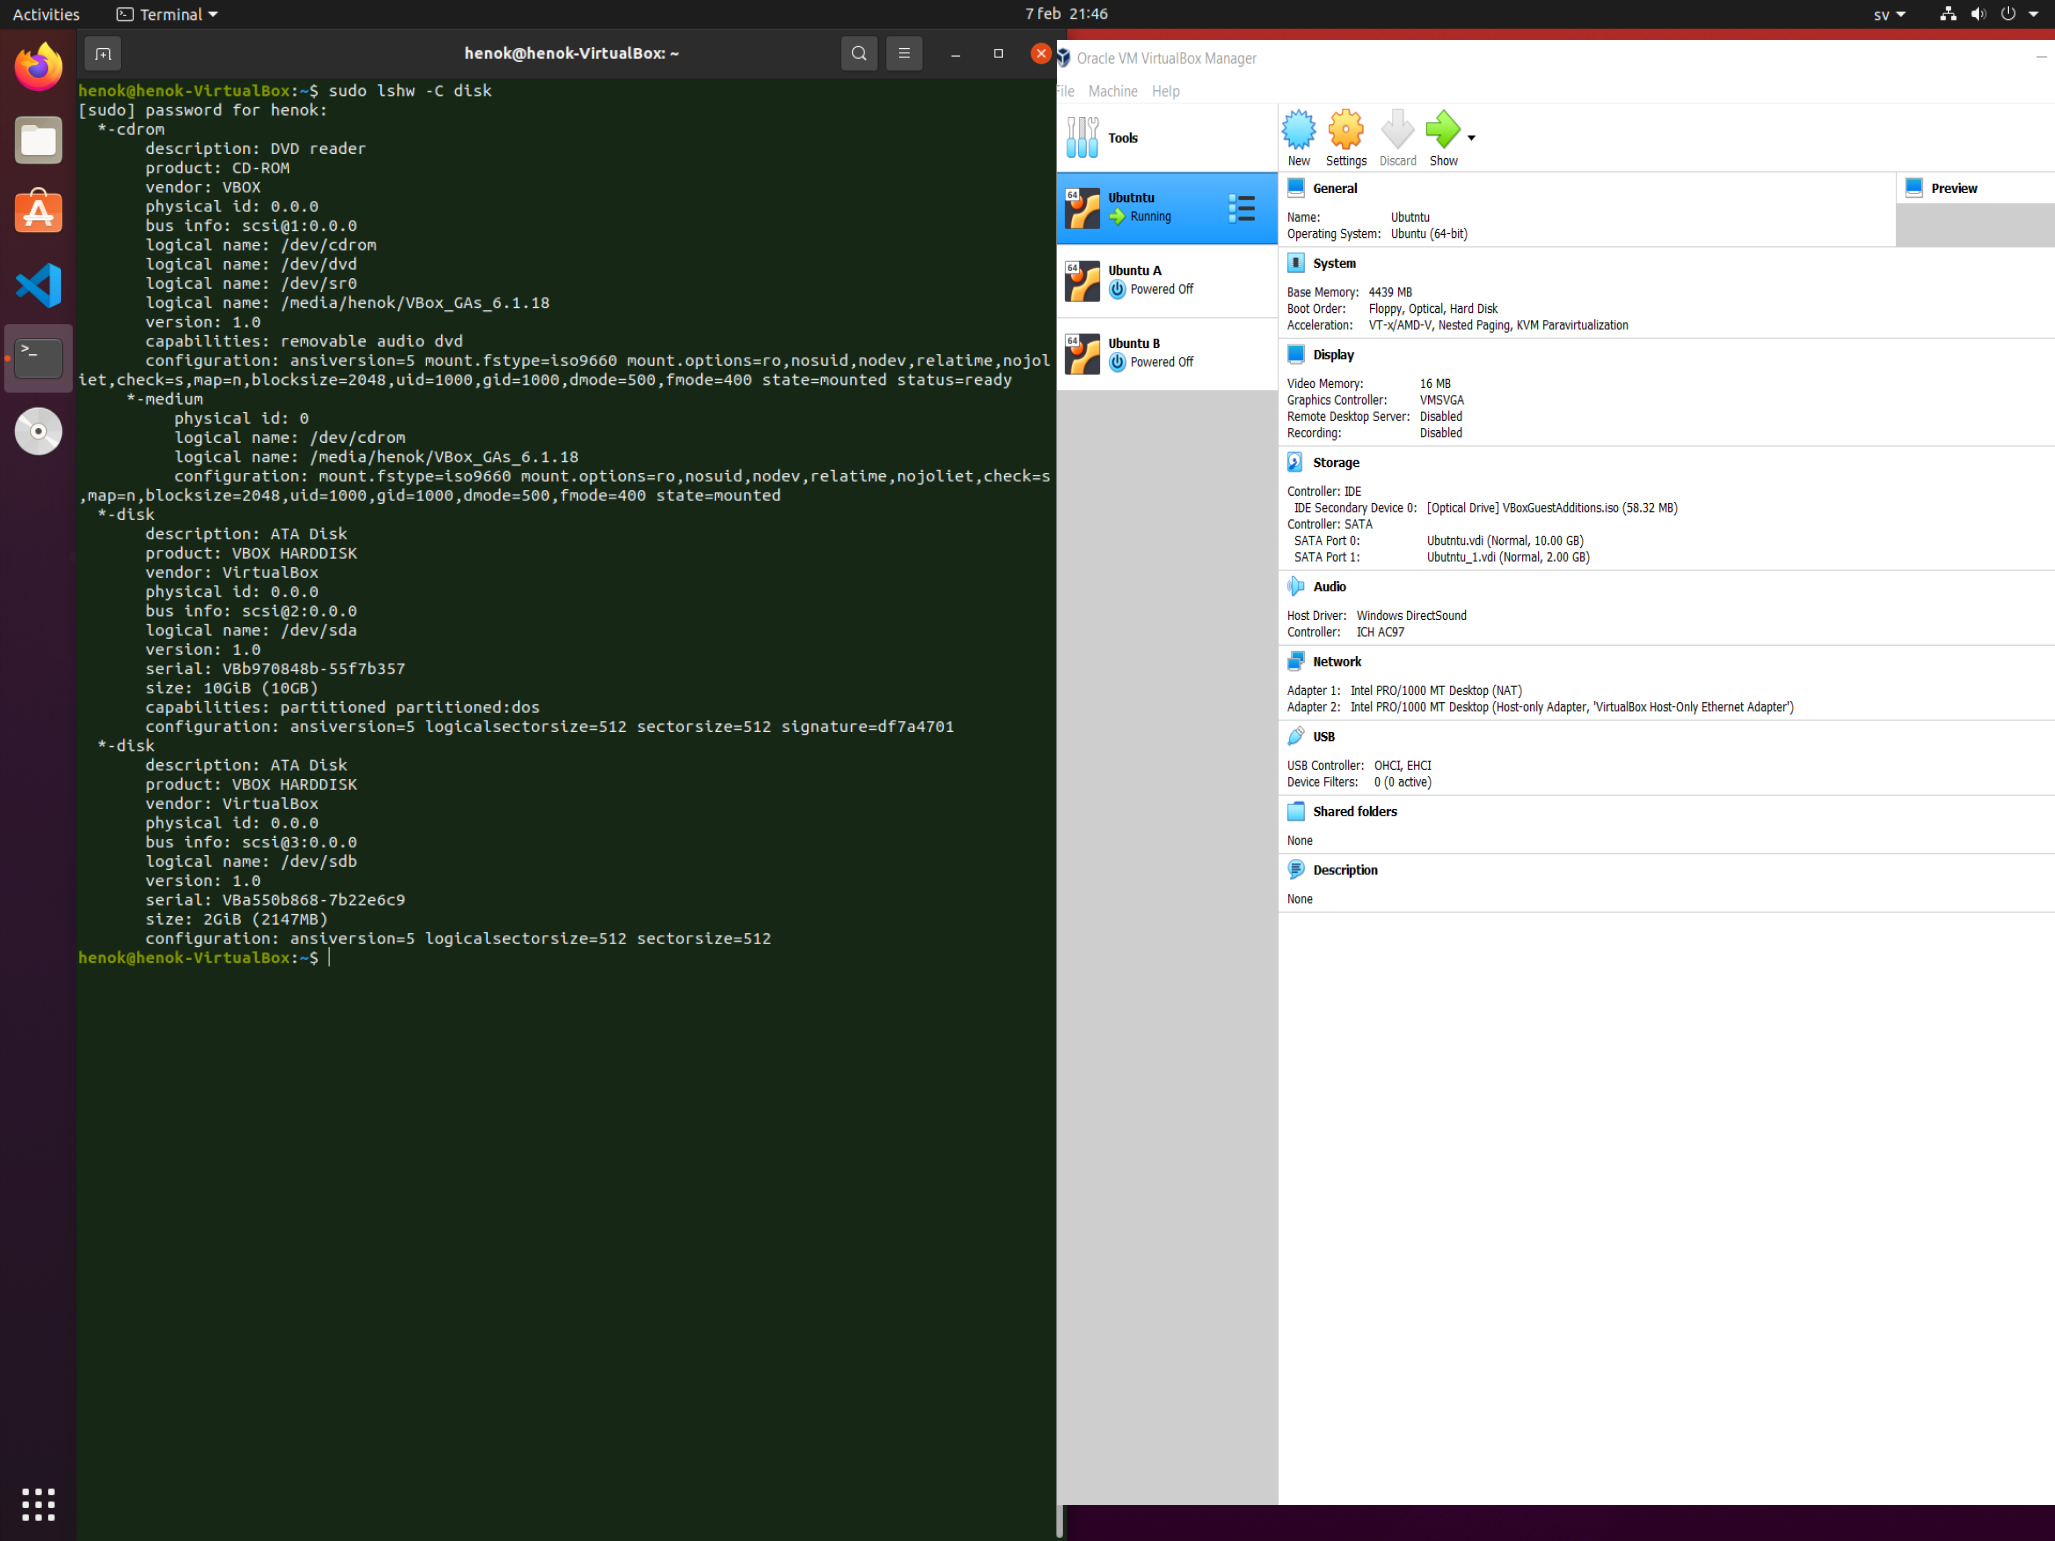 Activities
Terminal
7 feb 21:46
sv
henok@henok-VirtualBox: ~
henok@henok-VirtualBox:~$ sudo lshw -C disk
[sudo] password for henok:
*-cdrom
description: DVD reader
product: CD-ROM
vendor: VBOX
physical id: 0.0.0
bus info: scsi@1:0.0.0
logical name: /dev/cdrom
logical name: /dev/dvd
logical name: /dev/sr0
logical name: /media/henok/VBox_GAs_6.1.18
version: 1.0
capabilities: removable audio dvd
configuration: ansiversion=5 mount.fstype=iso9660 mount.options=ro,nosuid,nodev,relatime,nojol
iet,check=s,map=n,blocksize=2048,uid=1000,gid=1000,dmode=500,fmode=400 state=mounted status=ready
*-medium
physical id: 0
logical name: /dev/cdrom
logical name: /media/henok/VBox_GAs_6.1.18
configuration: mount.fstype=iso9660 mount.options=ro,nosuid,nodev,relatime,nojoliet,check=s
,map=n,blocksize=2048,uid=1000,gid=1000,dmode=500,fmode=400 state=mounted
*-disk
description: ATA Disk
product: VBOX HARDDISK
vendor: VirtualBox
physical id: 0.0.0
bus info: scsi@2:0.0.0
logical name: /dev/sda
version: 1.0
serial: VBb970848b-55f7b357
size: 10GiB (10GB)
capabilities: partitioned partitioned:dos
configuration: ansiversion=5 logicalsectorsize=512 sectorsize=512 signature=df7a4701
*-disk
description: ATA Disk
product: VBOX HARDDISK
vendor: VirtualBox
physical id: 0.0.0
bus info: scsi@3:0.0.0
logical name: /dev/sdb
version: 1.0
serial: VBa550b868-7b22e6c9
size: 2GiB (2147MB)
configuration: ansiversion=5 logicalsectorsize=512 sectorsize=512
henok@henok-VirtualBox:~$
Oracle VM VirtualBox Manager
File Machine Help
Tools
64 Ubutntu
Running
64 Ubuntu A
Powered Off
64 Ubuntu B
Powered Off
New Settings Discard Show
General
Name: Ubutntu
Operating System: Ubuntu (64-bit)
Preview
System
Base Memory: 4439 MB
Boot Order: Floppy, Optical, Hard Disk
Acceleration: VT-x/AMD-V, Nested Paging, KVM Paravirtualization
Display
Video Memory: 16 MB
Graphics Controller: VMSVGA
Remote Desktop Server: Disabled
Recording: Disabled
Storage
Controller: IDE
IDE Secondary Device 0: [Optical Drive] VBoxGuestAdditions.iso (58.32 MB)
Controller: SATA
SATA Port 0: Ubutntu.vdi (Normal, 10.00 GB)
SATA Port 1: Ubutntu_1.vdi (Normal, 2.00 GB)
Audio
Host Driver: Windows DirectSound
Controller: ICH AC97
Network
Adapter 1: Intel PRO/1000 MT Desktop (NAT)
Adapter 2: Intel PRO/1000 MT Desktop (Host-only Adapter, 'VirtualBox Host-Only Ethernet Adapter')
USB
USB Controller: OHCI, EHCI
Device Filters: 0 (0 active)
Shared folders
None
Description
None